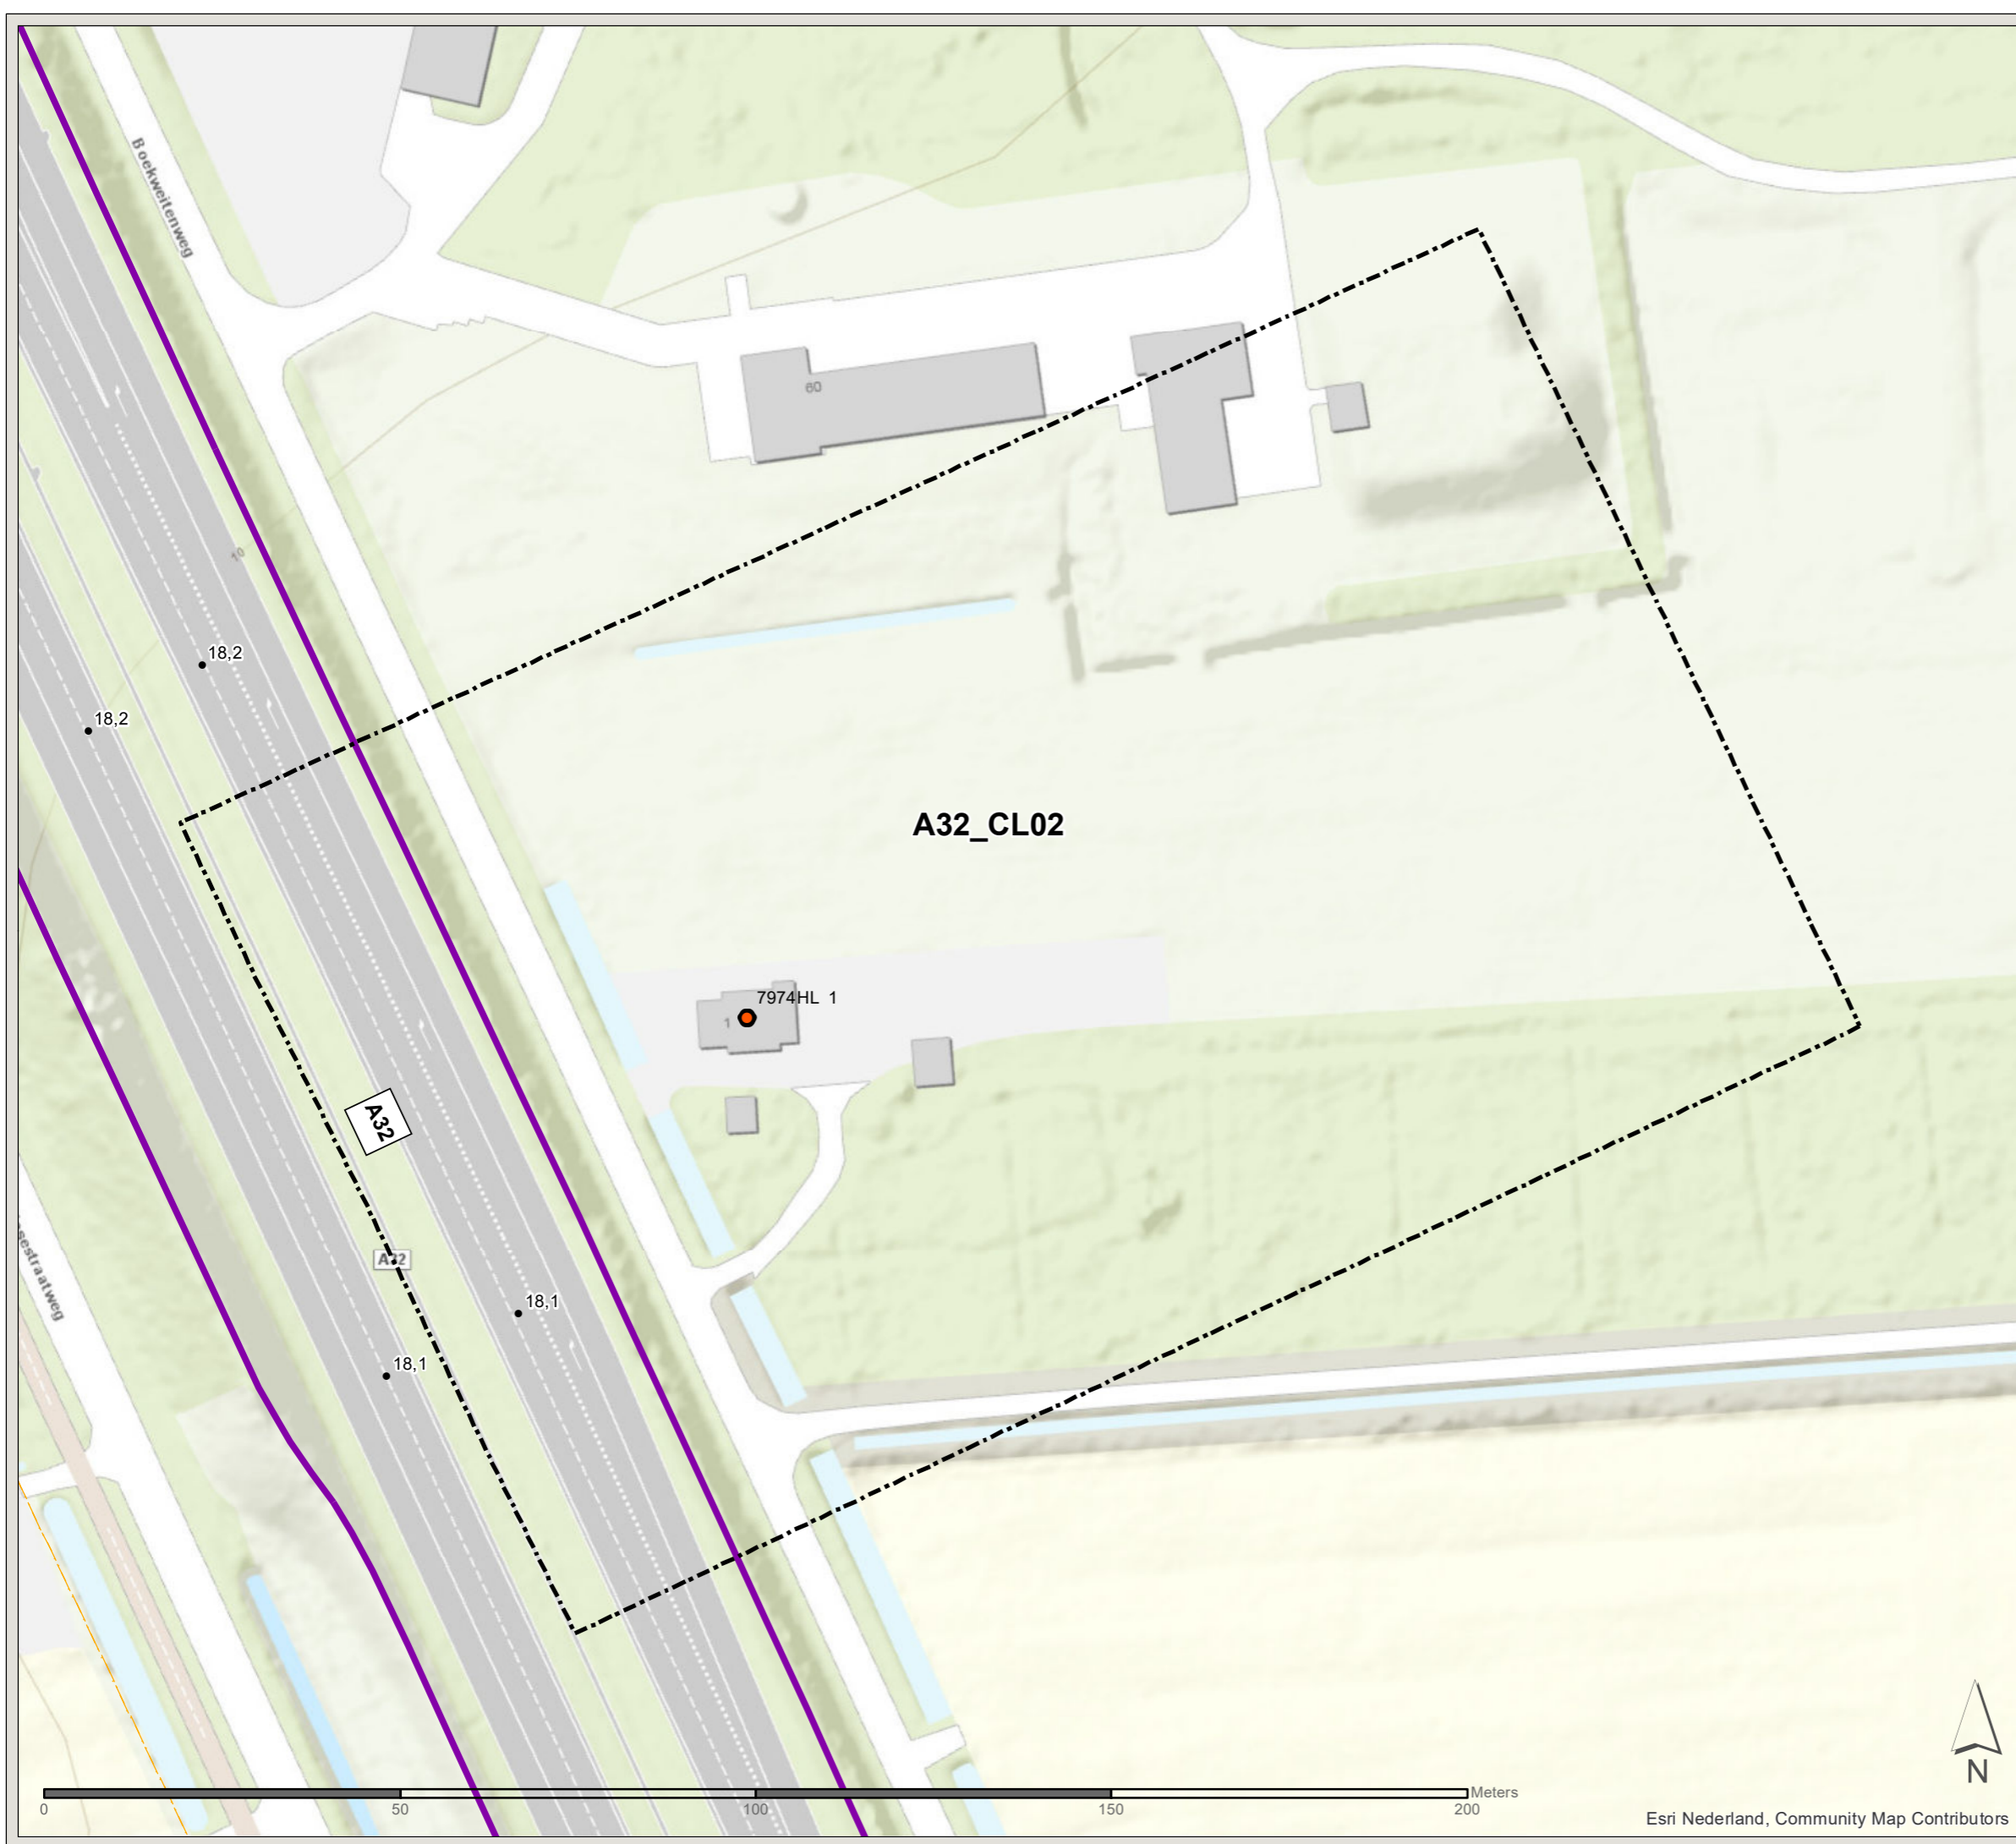 Boekweitenweg
60
10
18,2
18,2
A32_CL02
7974HL 1
1
A32
A32
sestraatweg
18,1
18,1
0
50
100
150
200
Meters
N
Esri Nederland, Community Map Contributors